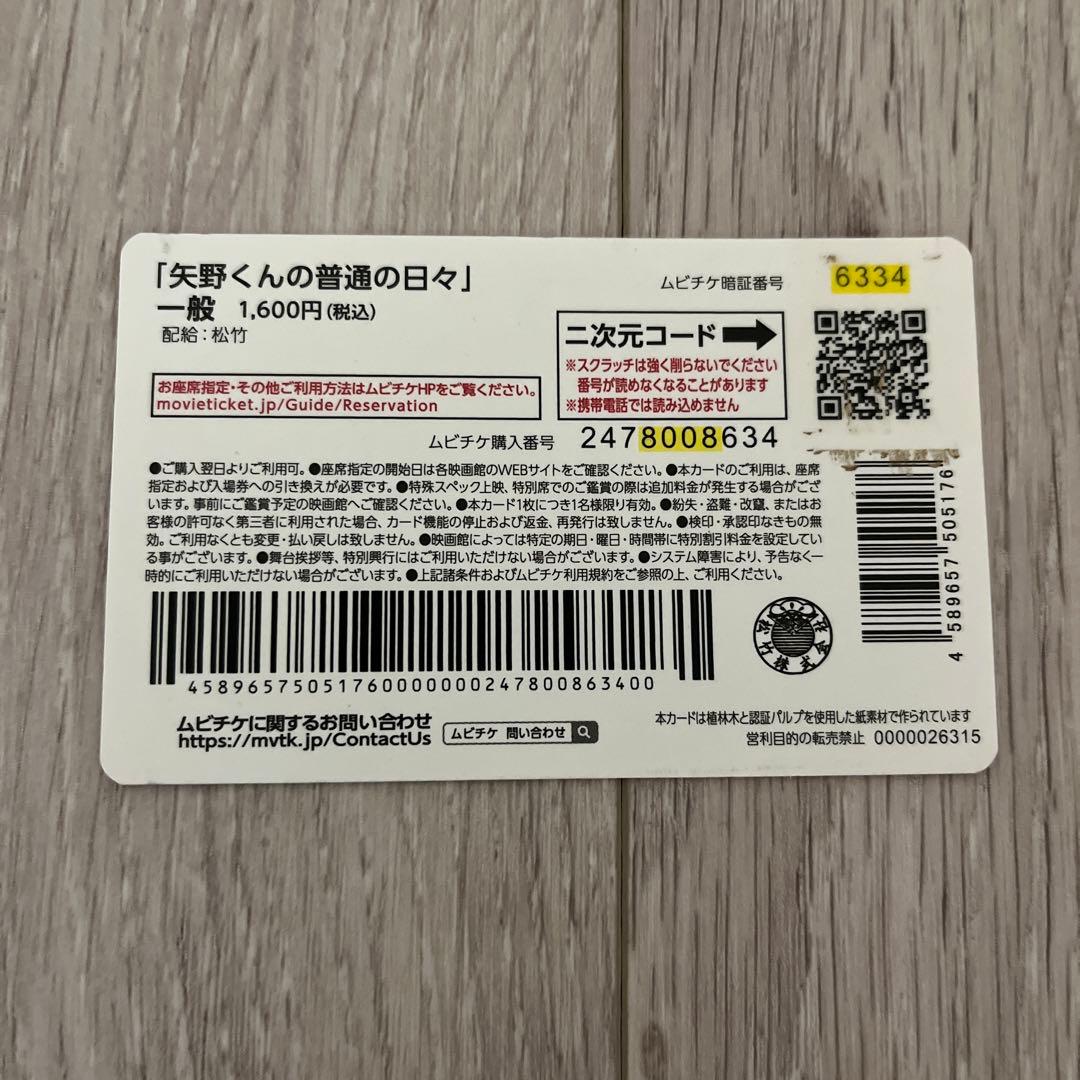 「矢野くんの普通の日々」
一般 1,600円(税込)
配給:松竹
ムビチケ暗証番号 6334
二次元コード
※スクラッチは強く削らないでください
番号が読めなくなることがあります
※携帯電話では読み込めません
お座席指定・その他ご利用方法はムビチケHPをご覧ください。
movieticket.jp/Guide/Reservation
ムビチケ購入番号 2478008634
●ご購入翌日よりご利用可。●座席指定の開始日は各映画館のWEBサイトをご確認ください。●本カードのご利用は、座席
指定および入場券への引き換えが必要です。●特殊スペック上映、特別席でのご鑑賞の際は追加料金が発生する場合がござ
います。事前にご鑑賞予定の映画館へご確認ください。●本カード1枚につき1名様限り有効。●紛失・盗難・改竄、またはお
客様の許可なく第三者に利用された場合、カード機能の停止および返金、再発行は致しません。●検印・承認印なきもの無
効。ご利用なくとも変更・払い戻しは致しません。●映画館によっては特定の期日・曜日・時間帯に特別割引料金を設定してい
る事がございます。●舞台挨拶等、特別興行にはご利用いただけない場合がございます。●システム障害により、予告なく一
時的にご利用いただけない場合がございます。●上記諸条件およびムビチケ利用規約をご参照の上、ご利用ください。
458965750517600000000247800863400
4 589657 505176
松竹株式会社
ムビチケに関するお問い合わせ
https://mvtk.jp/ContactUs
ムビチケ 問い合わせ
本カードは植林木と認証パルプを使用した紙素材で作られています
営利目的の転売禁止 0000026315